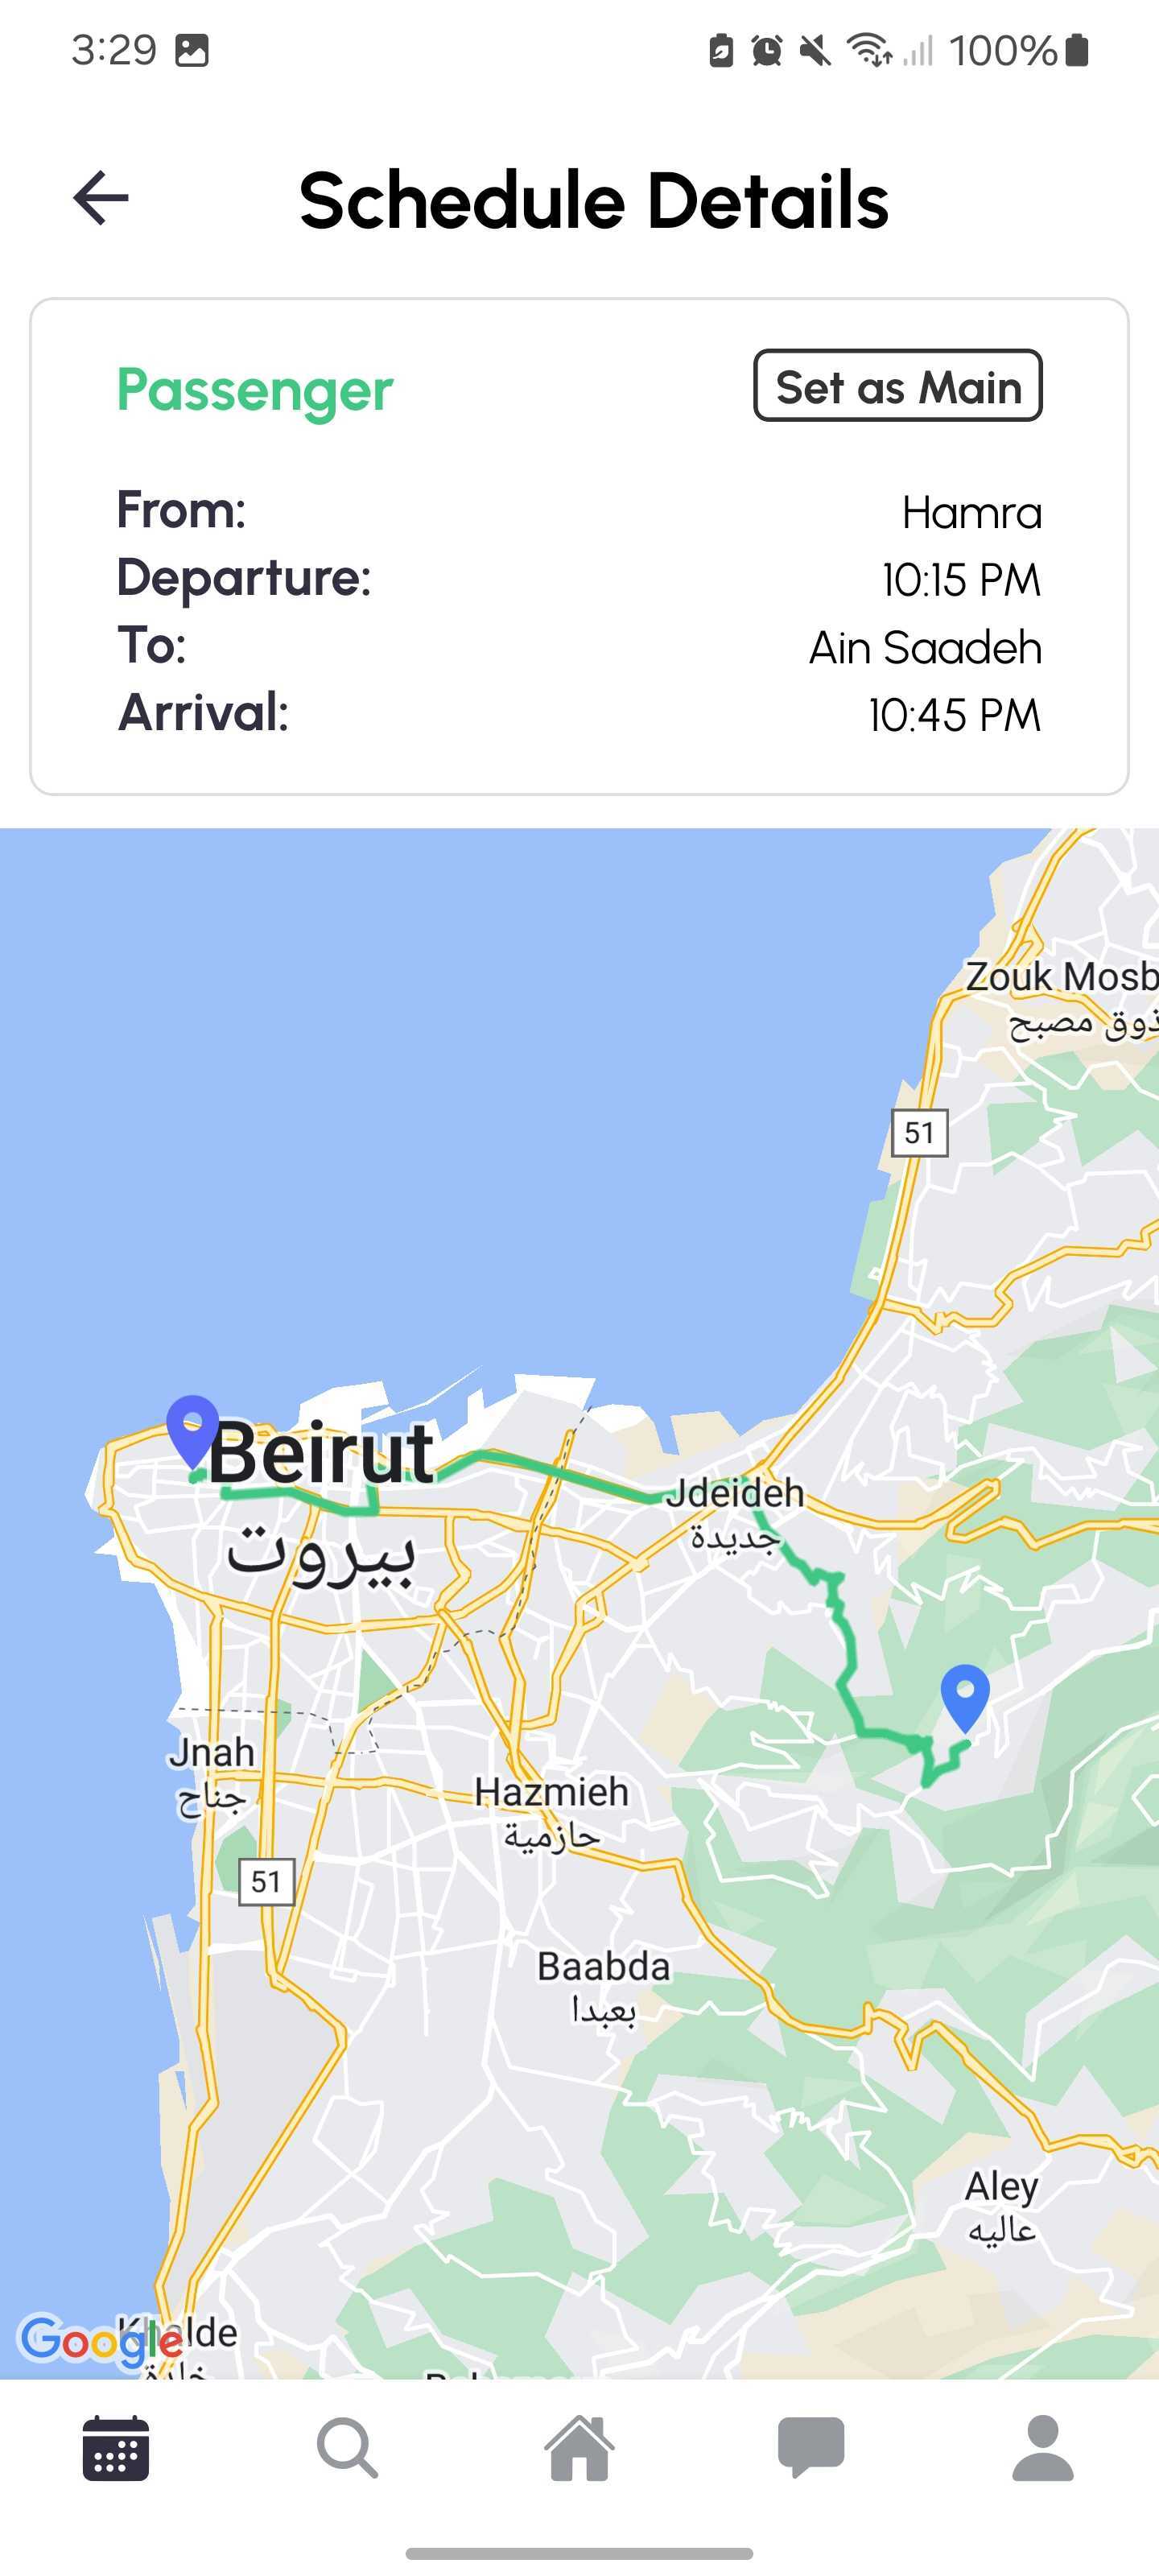 3:29 100%
Schedule Details
Passenger Set as Main
From: Hamra
Departure: 10:15 PM
To: Ain Saadeh
Arrival: 10:45 PM
Zouk Mosb
ذوق مصبح
51
Beirut
بيروت
Jdeideh
جديدة
Jnah
جناح
Hazmieh
حازمية
51
Baabda
بعبدا
Aley
عاليه
Khalde
Google